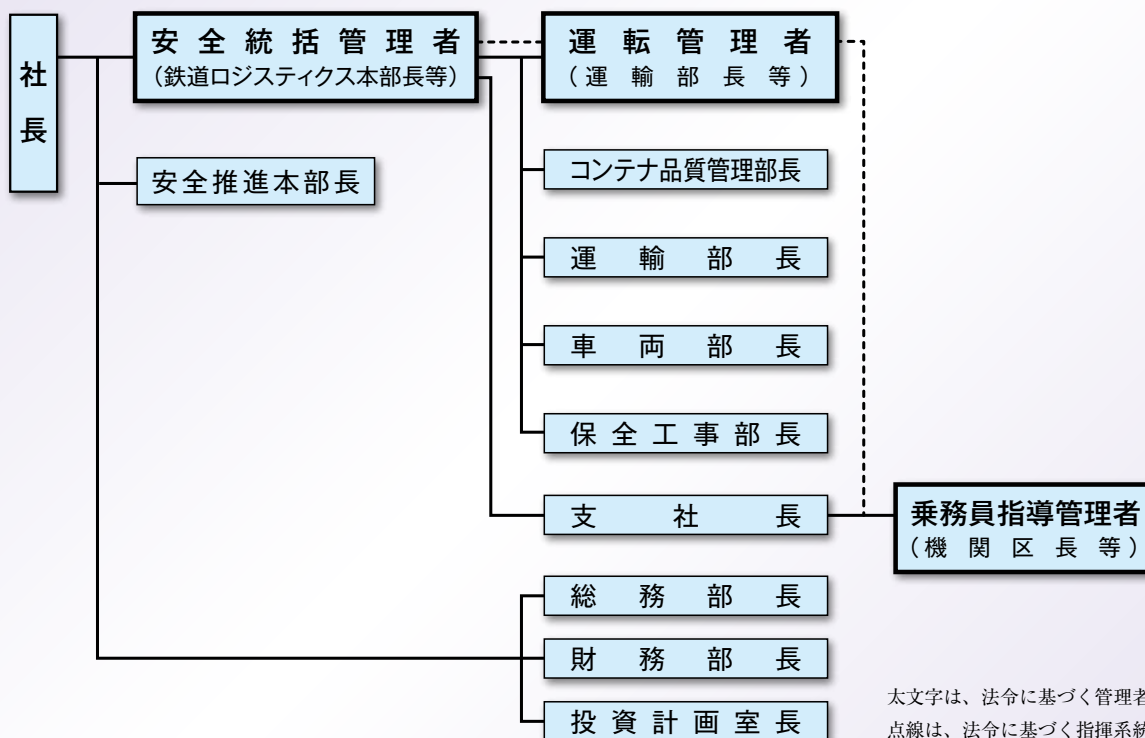 社長
安全統括管理者
（鉄道ロジスティクス本部長等）
運転管理者
（運輸部長等）
安全推進本部長
コンテナ品質管理部長
運輸部長
車両部長
保全工事部長
支社長
乗務員指導管理者
（機関区長等）
総務部長
財務部長
投資計画室長
太文字は、法令に基づく管理者
点線は、法令に基づく指揮系統